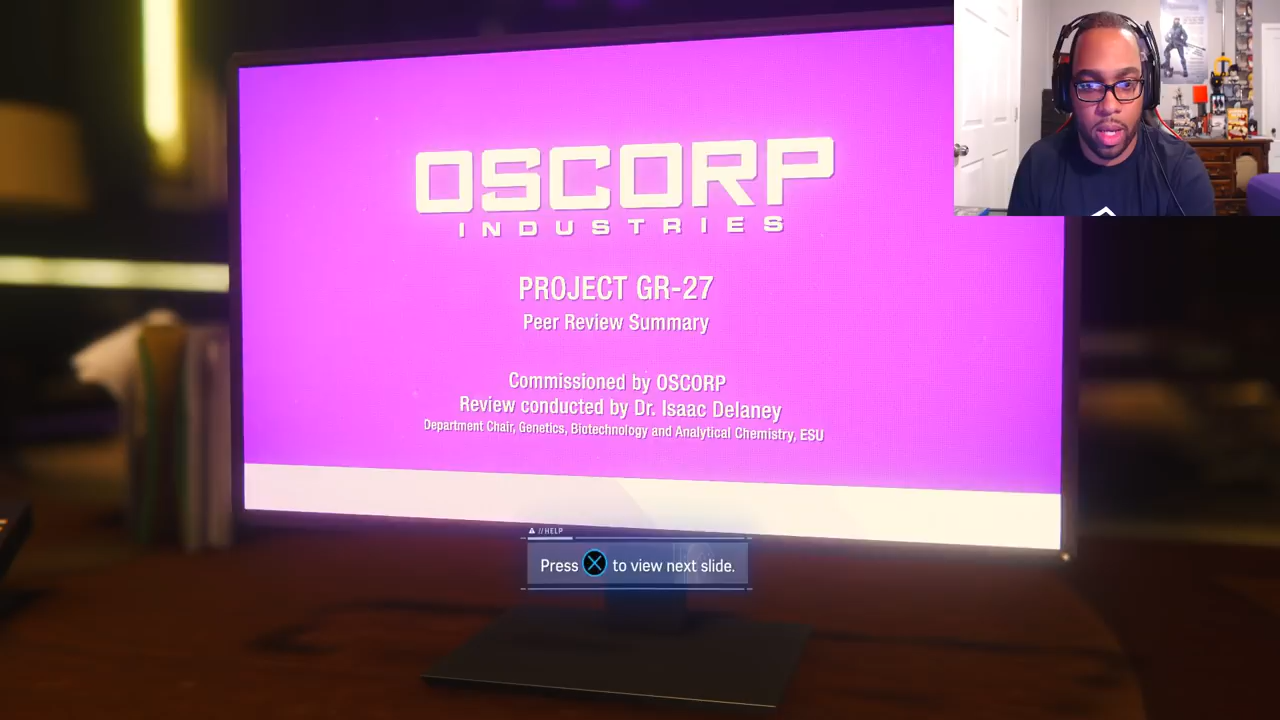 OSCORP
INDUSTRIES
PROJECT GR-27
Peer Review Summary
Commissioned by OSCORP
Review conducted by Dr. Isaac Delaney
Department Chair, Genetics, Biotechnology and Analytical Chemistry, ESU
//HELP
Press X to view next slide.